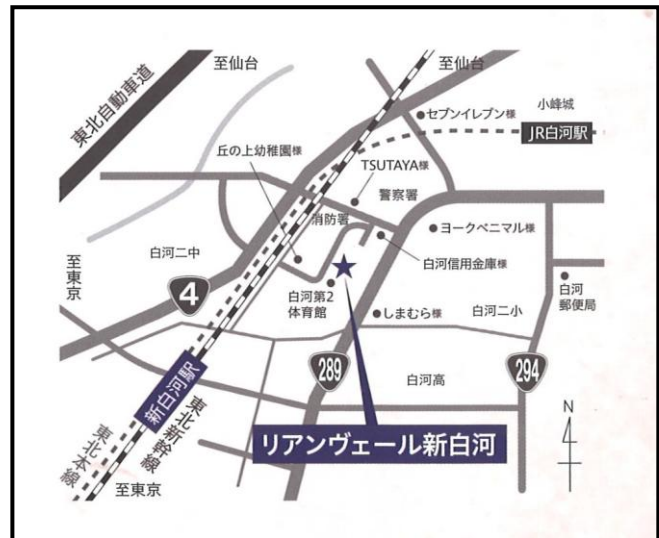 至仙台
至仙台
東北自動車道
小峰城
セブンイレブン様
JR白河駅
丘の上幼稚園様
TSUTAYA様
警察署
消防署
ヨークベニマル様
白河二中
白河信用金庫様
至東京
4
白河第2
体育館
白河
郵便局
しまむら様
白河二小
289
294
白河高
新白河駅
N
リアンヴェール新白河
東北新幹線
東北本線
至東京